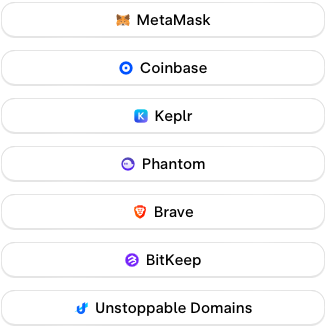 MetaMask
Coinbase
Keplr
Phantom
Brave
BitKeep
Unstoppable Domains